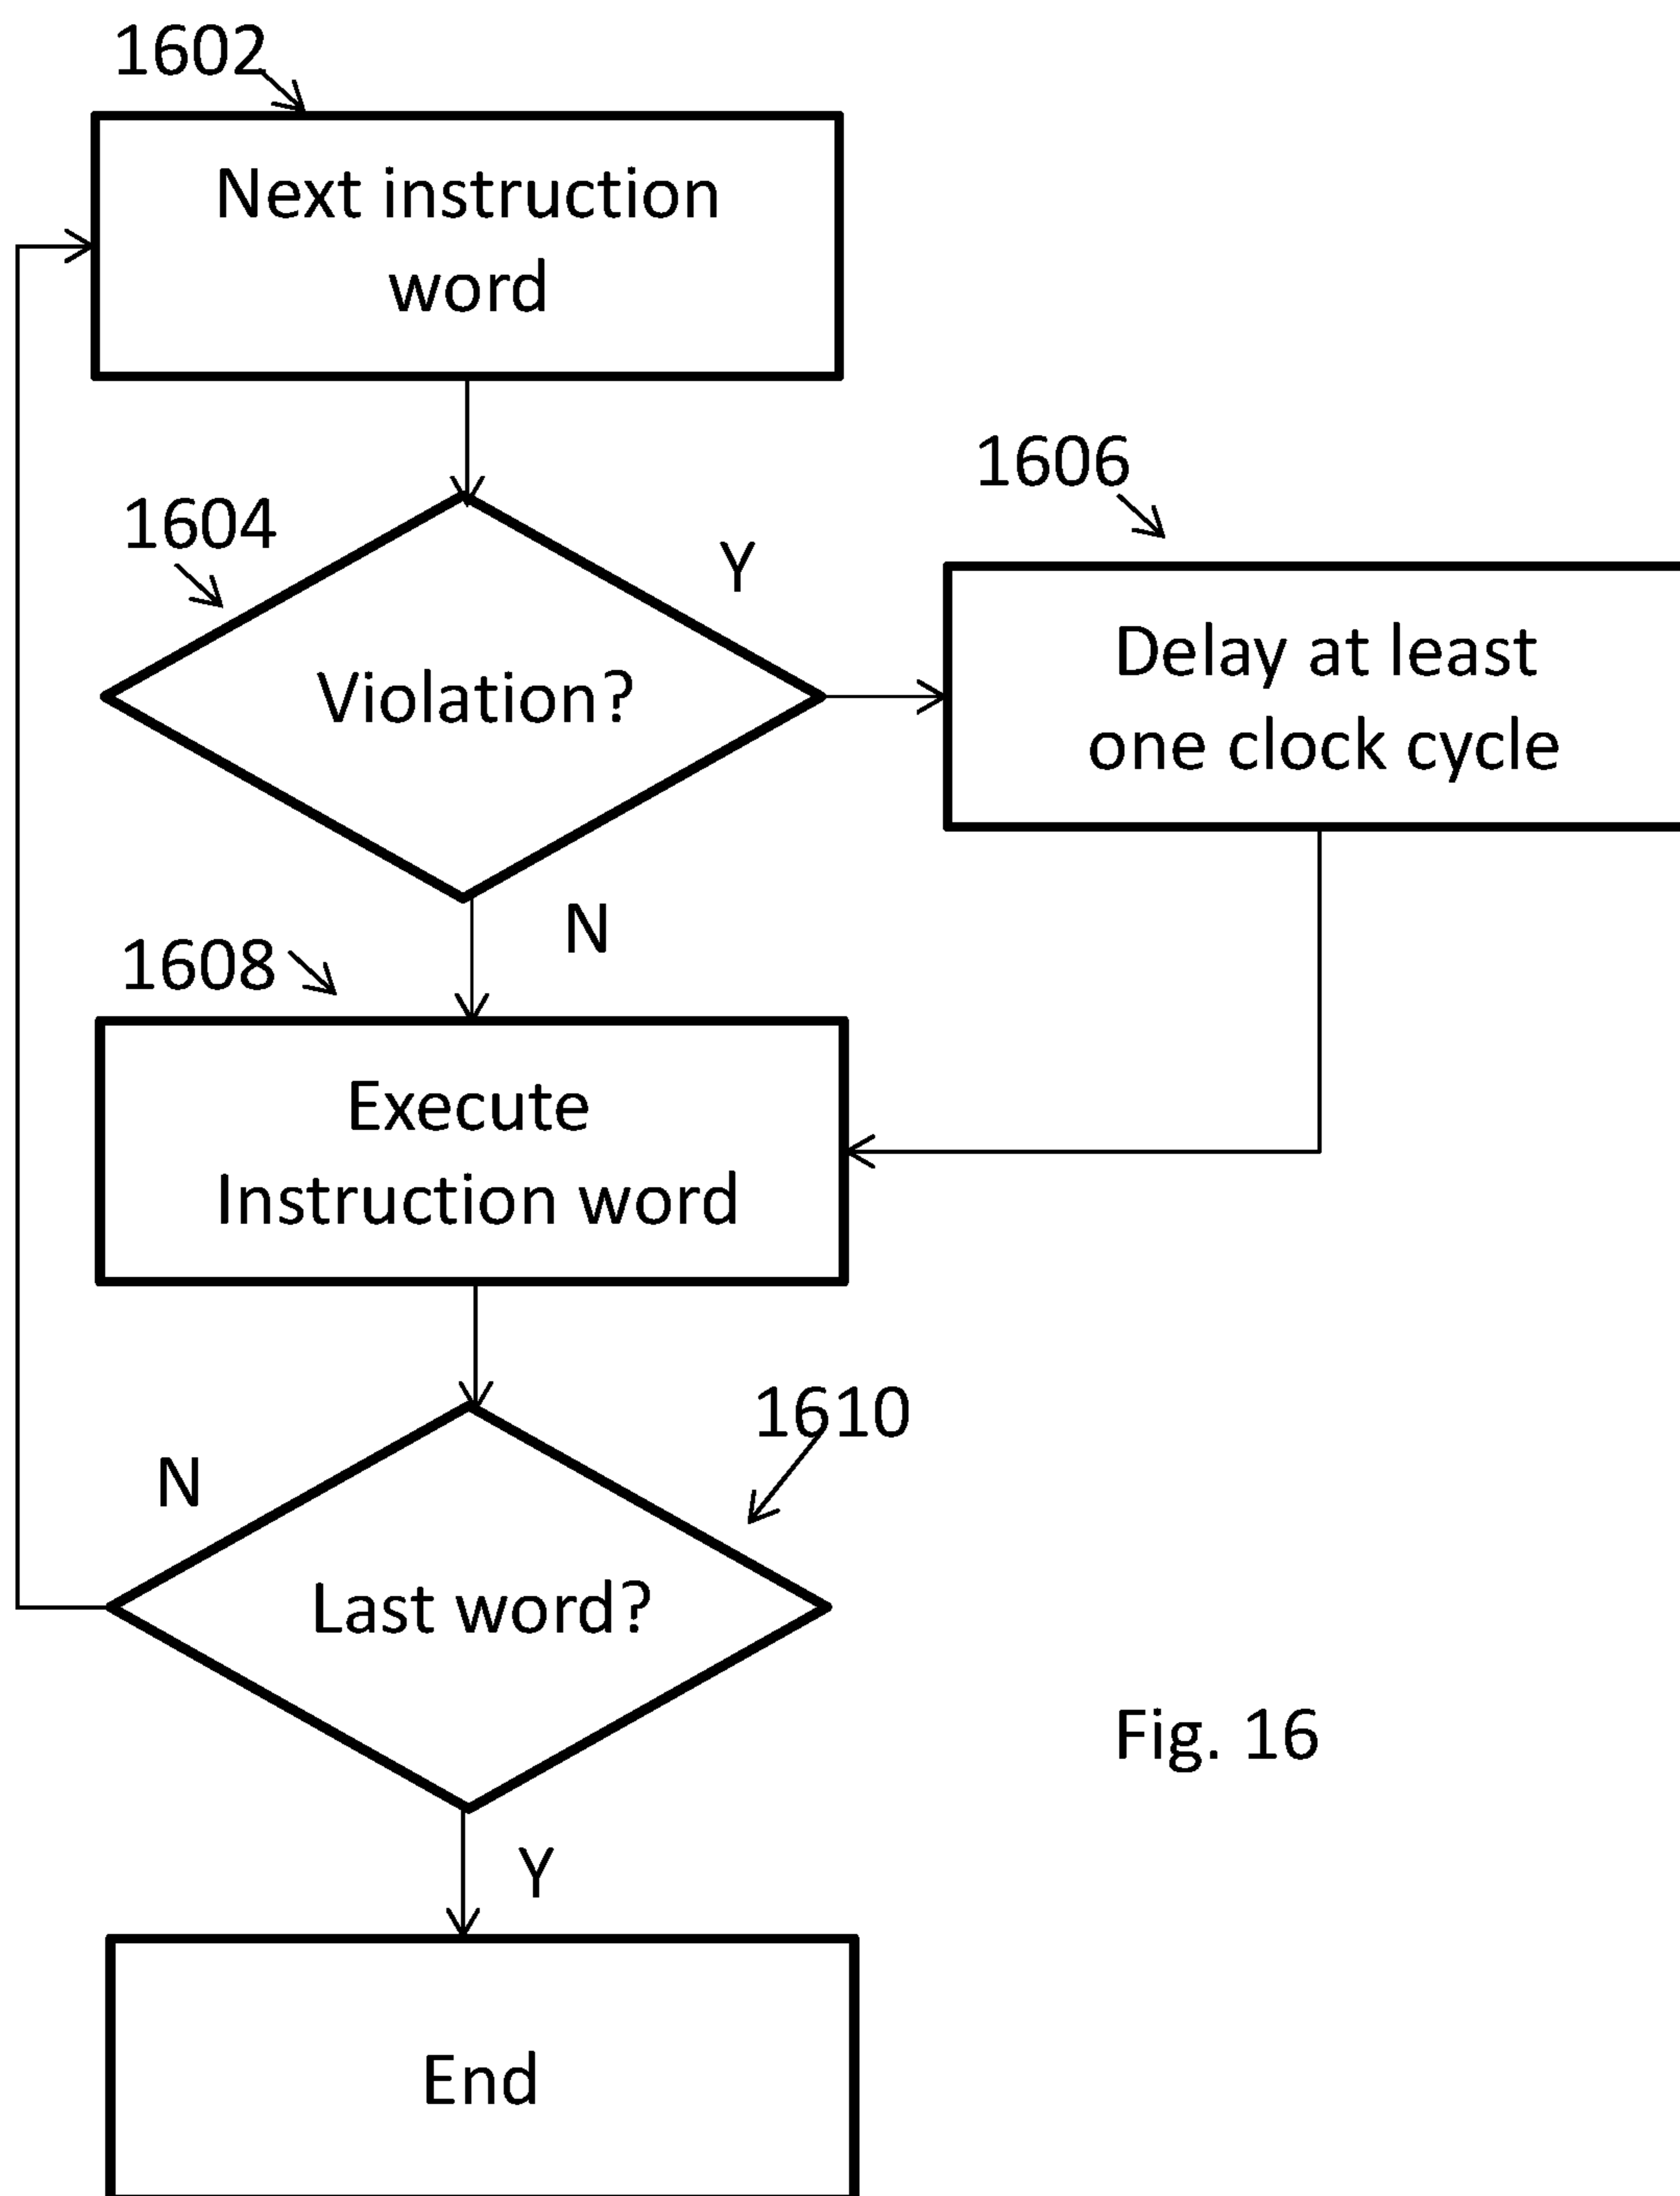 1602
Next instruction
word
1604
Violation?
Y
1606
Delay at least
one clock cycle
N
1608
Execute
Instruction word
1610
N
Last word?
Y
Fig. 16
End